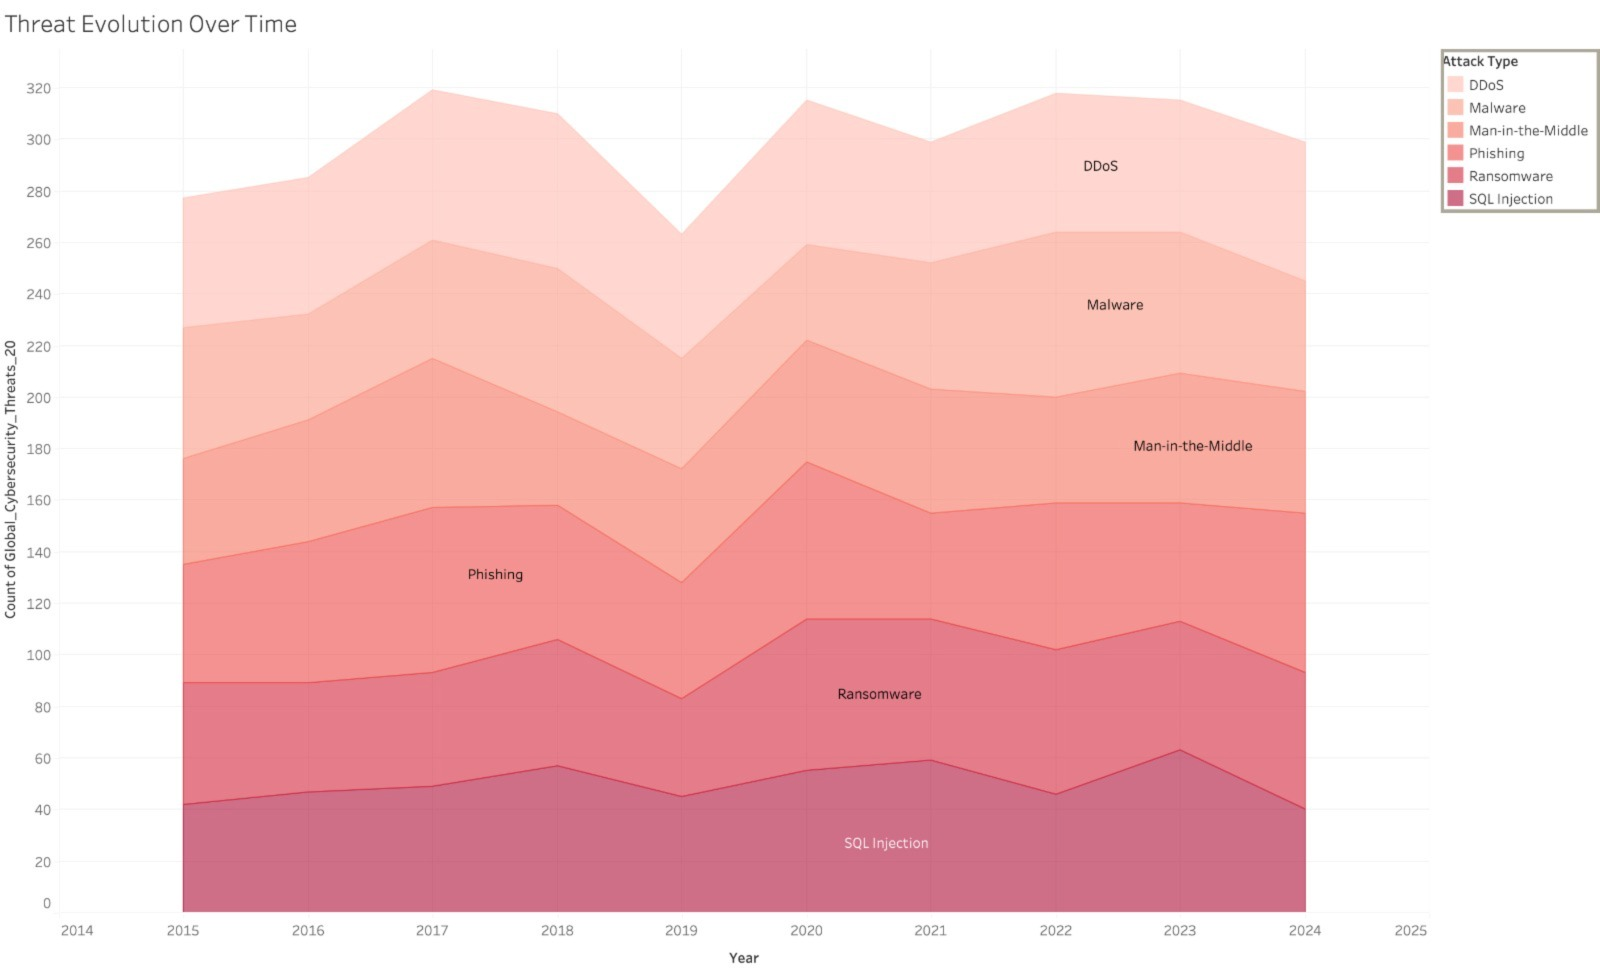 Threat Evolution Over Time
Attack Type
DDoS
Malware
Man-in-the-Middle
Phishing
Ransomware
SQL Injection
Count of Global_Cybersecurity_Threats_20
320
300
280
260
240
220
200
180
160
140
120
100
80
60
40
20
0
DDoS
Malware
Man-in-the-Middle
Phishing
Ransomware
SQL Injection
2014 2015 2016 2017 2018 2019 2020 2021 2022 2023 2024 2025
Year